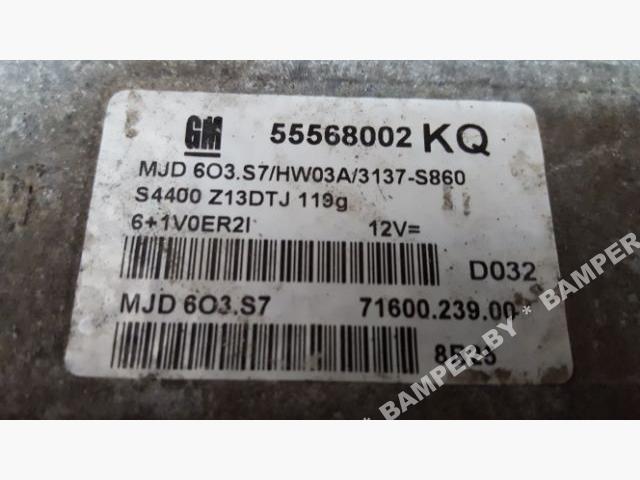 GM 55568002 KQ
MJD 6O3.S7/HW03A/3137-S860
S4400 Z13DTJ 119g
6+1V0ER2I 12V=
D032
MJD 6O3.S7 71600.239.00
BAMPER.BY * BAMPER